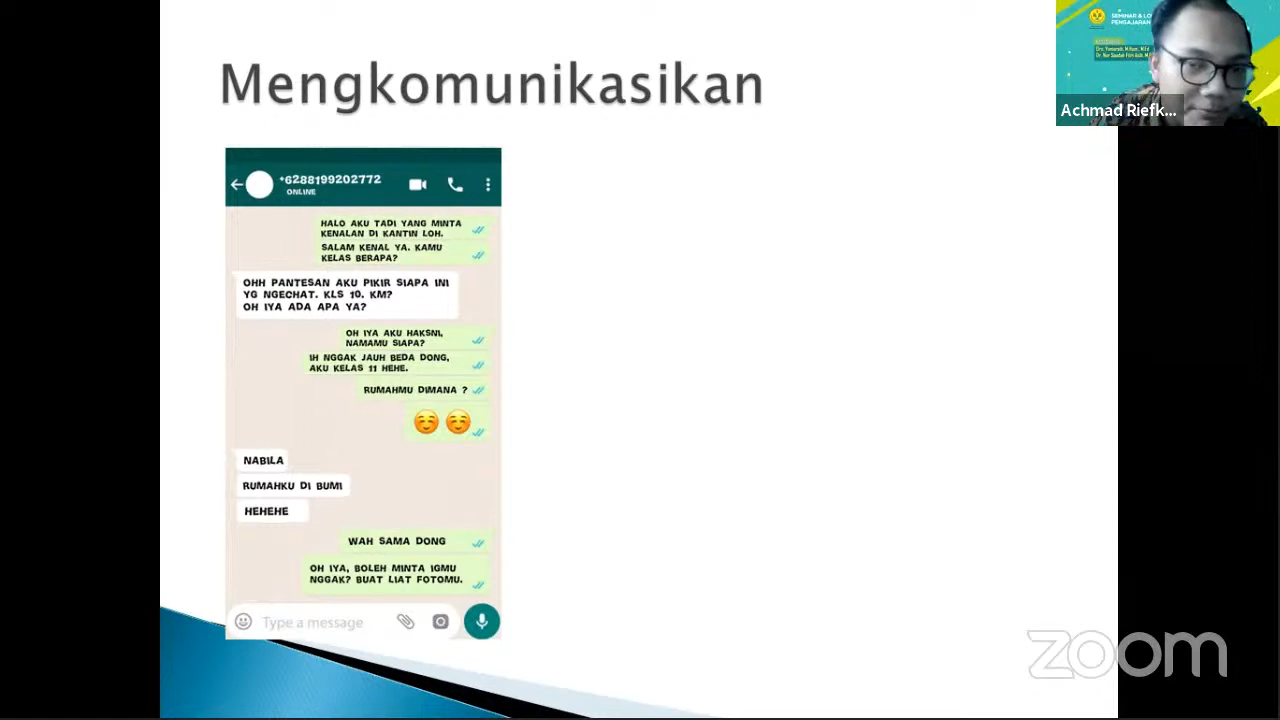 Mengkomunikasikan
SEMINAR & LO
PENGAJARAN
Achmad Riefk...
+6288199202772
ONLINE
HALO AKU TADI YANG MINTA
KENALAN DI KANTIN LOH.
SALAM KENAL YA. KAMU
KELAS BERAPA?
OHH PANTESAN AKU PIKIR SIAPA INI
YG NGECHAT. KLS 10. KM?
OH IYA ADA APA YA?
OH IYA AKU HAKSNI,
NAMAMU SIAPA?
IH NGGAK JAUH BEDA DONG,
AKU KELAS 11 HEHE.
RUMAHMU DIMANA ?
NABILA
RUMAHKU DI BUMI
HEHEHE
WAH SAMA DONG
OH IYA, BOLEH MINTA IGMU
NGGAK? BUAT LIAT FOTOMU.
Type a message
zoom